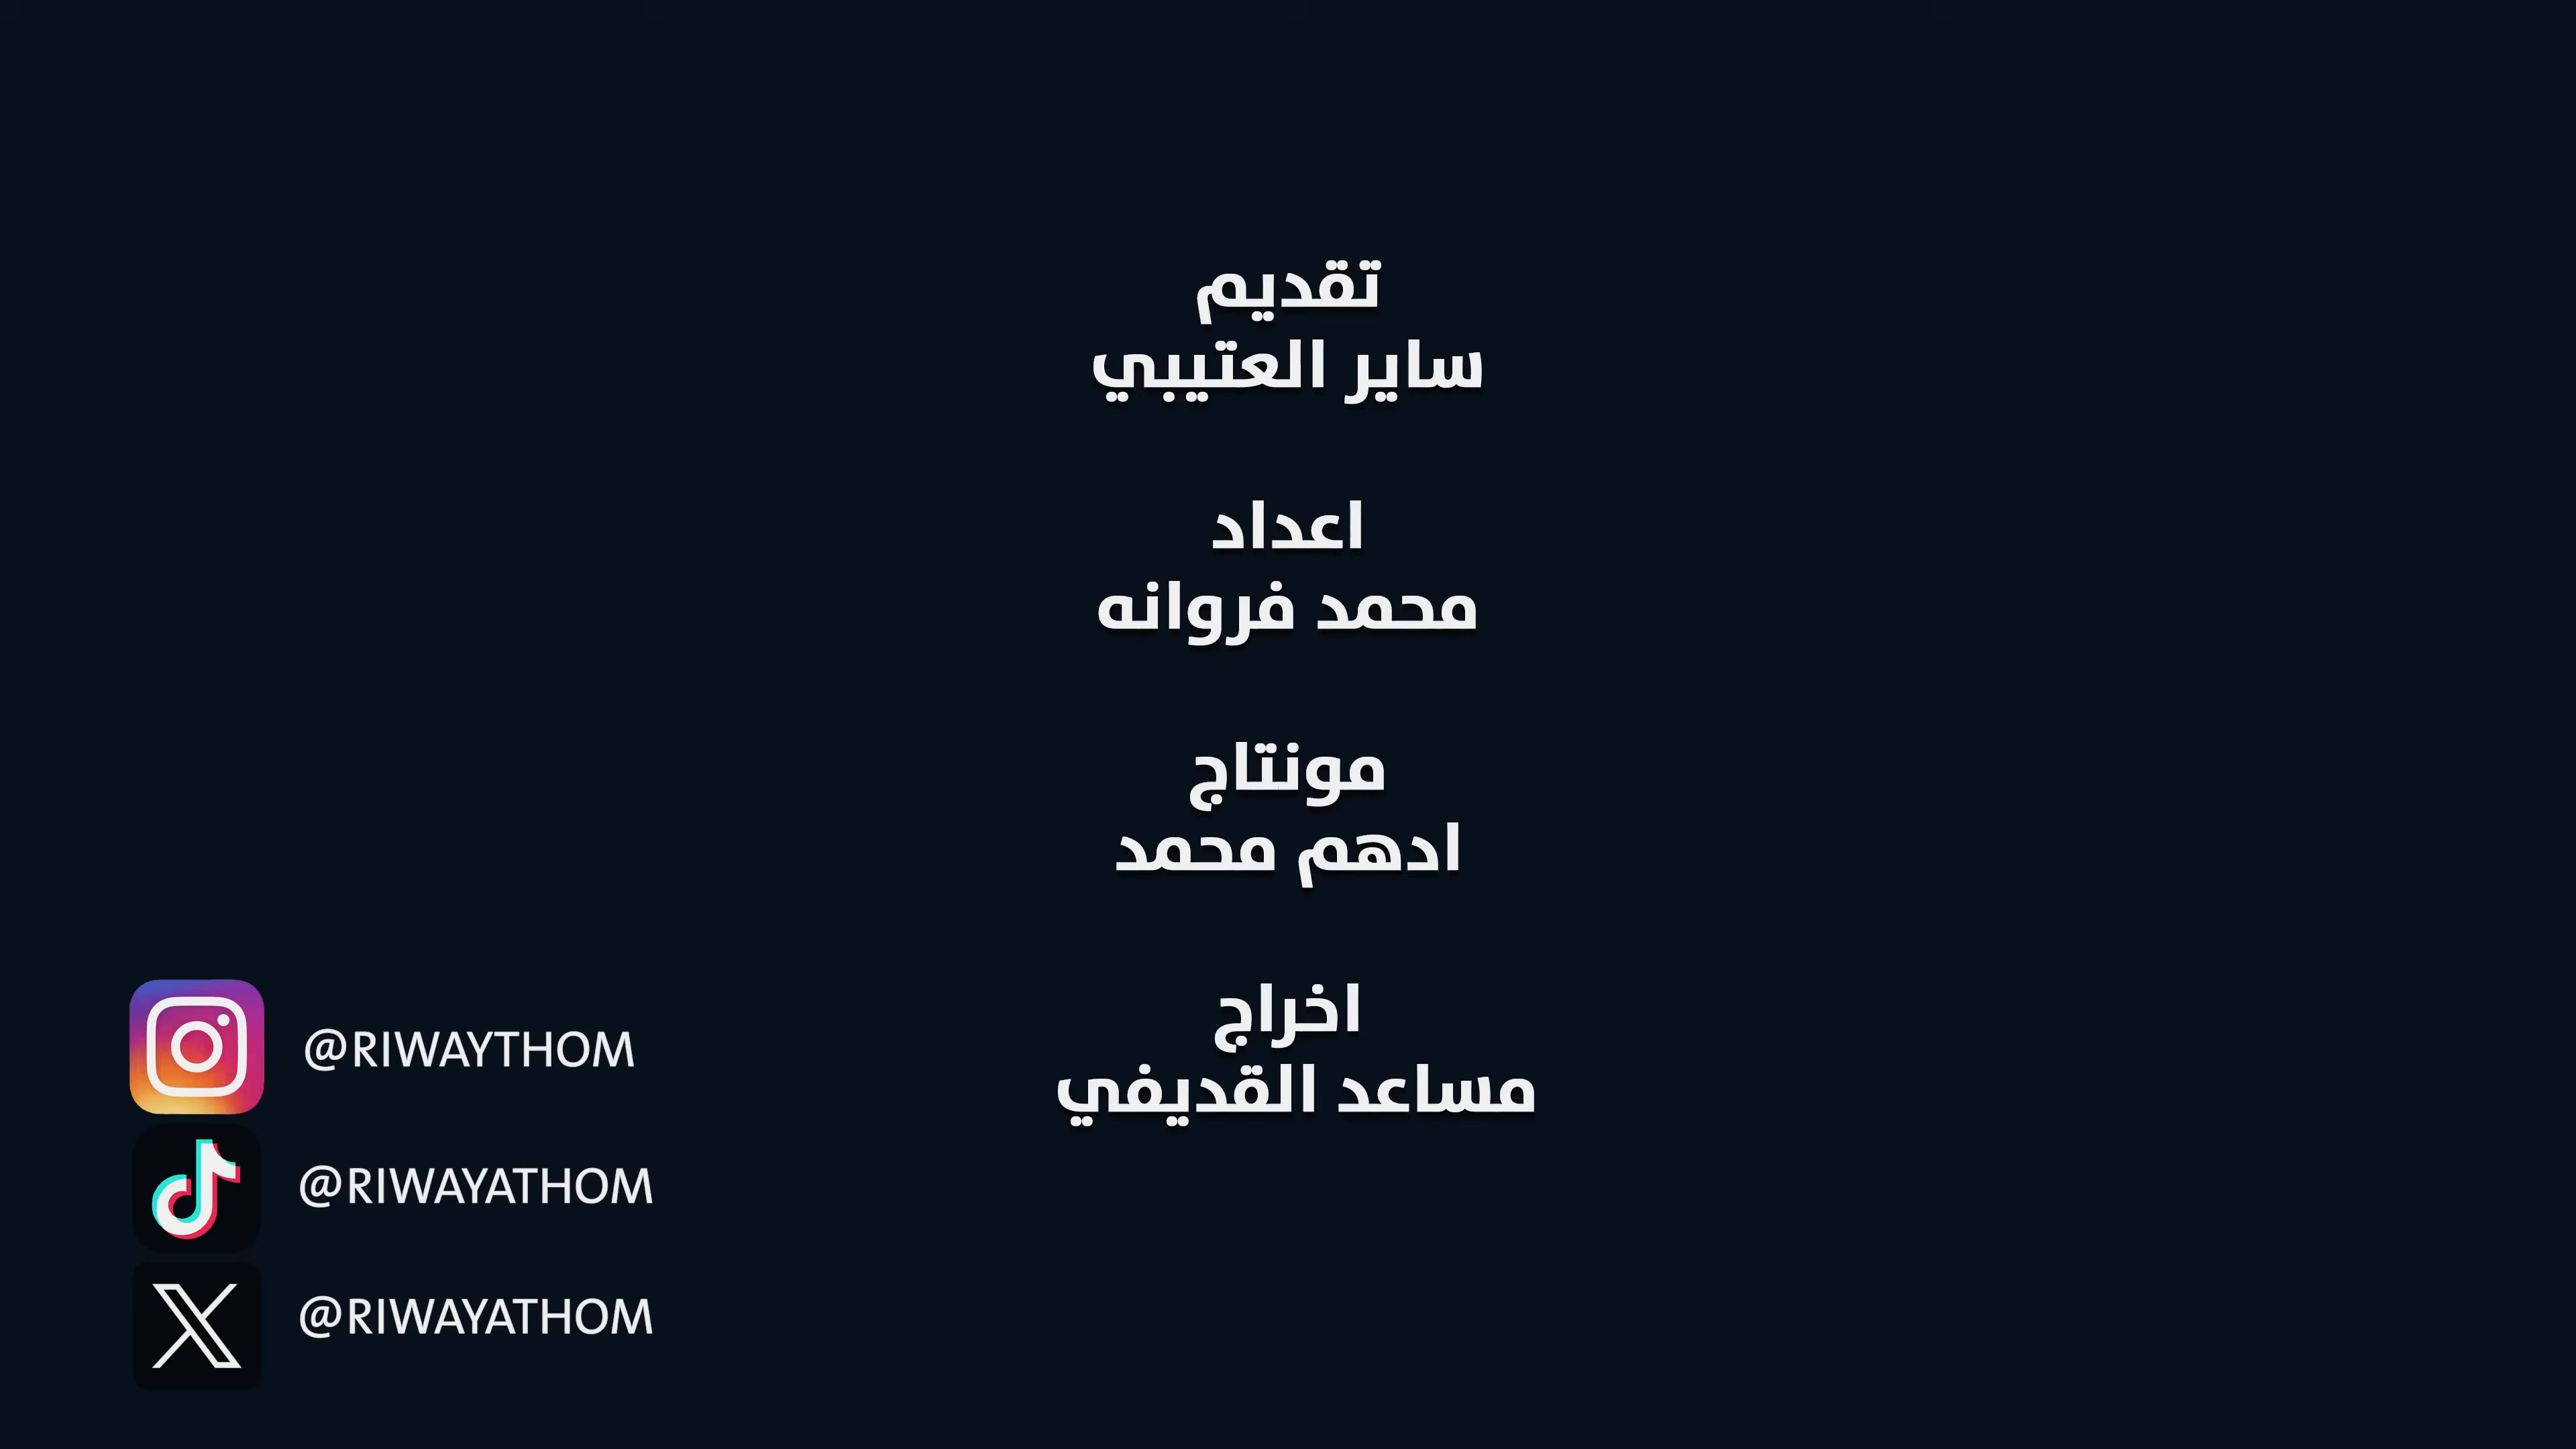 تقديم
ساير العتيبي
اعداد
محمد فروانه
مونتاج
ادهم محمد
اخراج
مساعد القديفي
@RIWAYTHOM
@RIWAYATHOM
@RIWAYATHOM